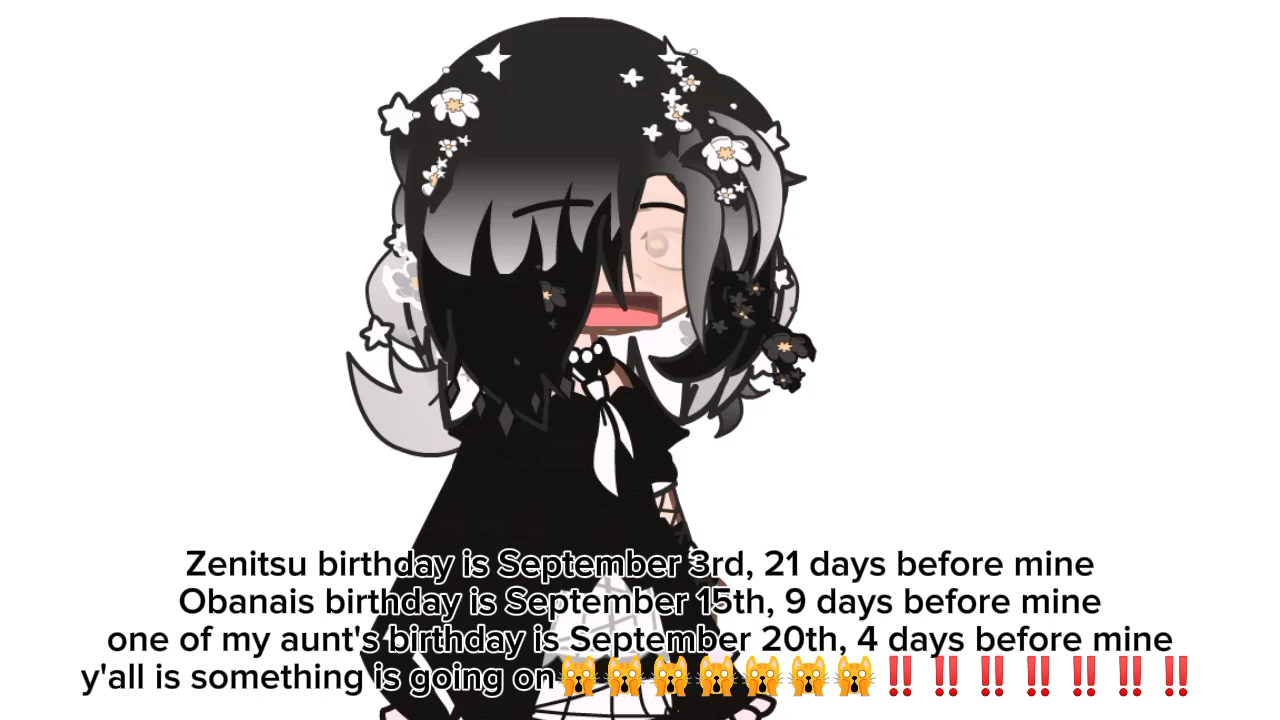 Zenitsu birthday is September 3rd, 21 days before mine
Obanais birthday is September 15th, 9 days before mine
one of my aunt's birthday is September 20th, 4 days before mine
y'all is something is going on🙀🙀🙀🙀🙀🙀🙀‼️‼️‼️‼️‼️‼️‼️